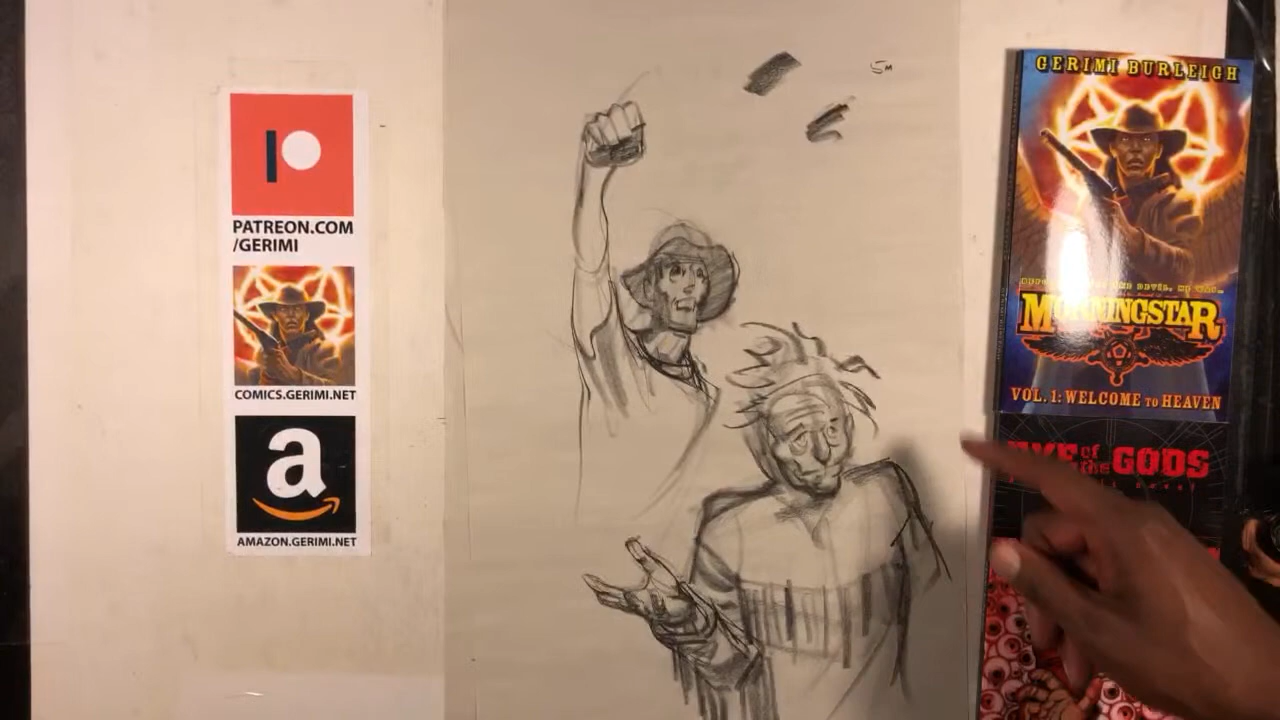 PATREON.COM
/GERIMI
COMICS.GERIMI.NET
a
AMAZON.GERIMI.NET
5M
GERIMI BURLEIGH
MORNINGSTAR
VOL. 1: WELCOME TO HEAVEN
EYE of the GODS